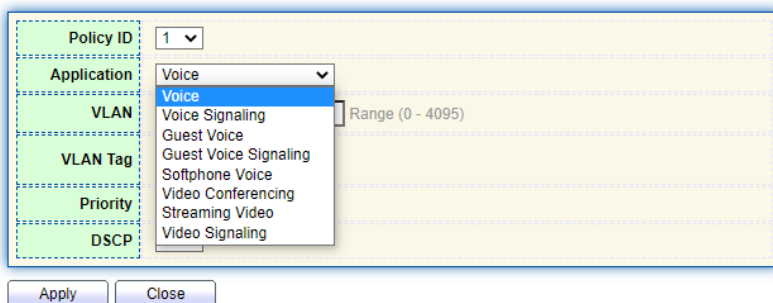 Policy ID 1
Application Voice
Voice
VLAN Range (0 - 4095)
Voice Signaling
Guest Voice
VLAN Tag Guest Voice Signaling
Softphone Voice
Video Conferencing
Priority
Streaming Video
DSCP Video Signaling
Apply Close